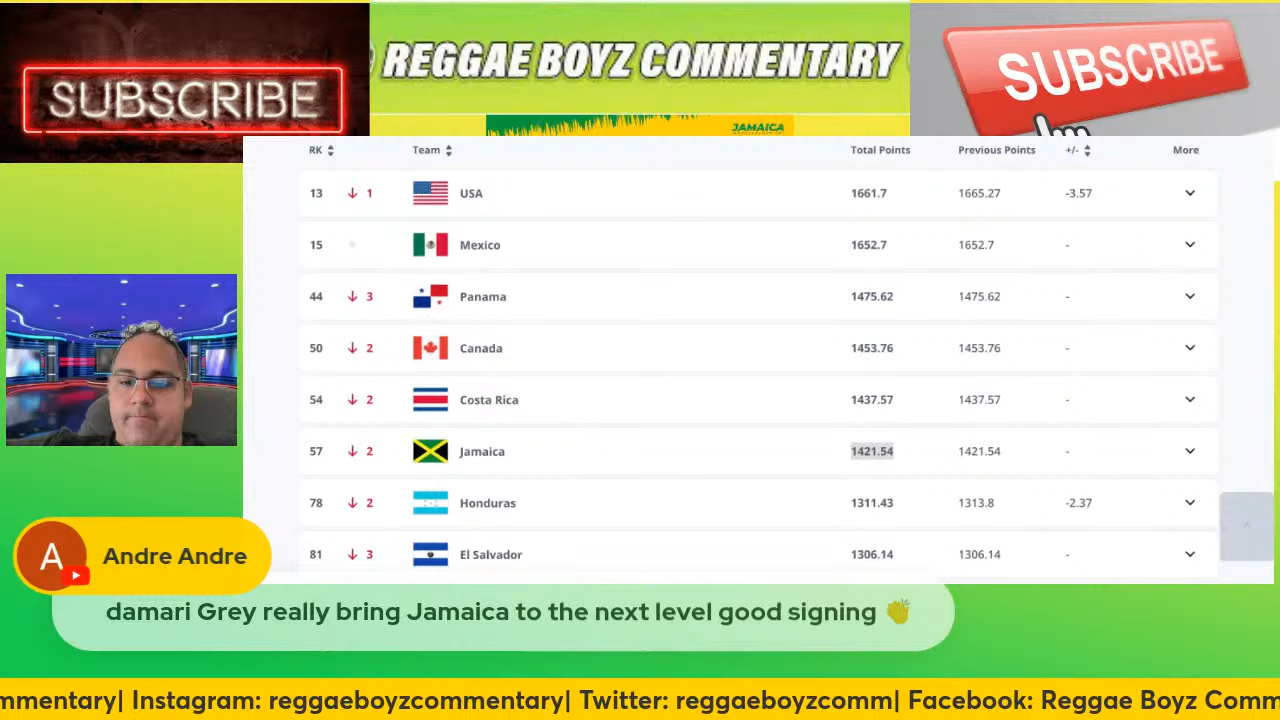 SUBSCRIBE
REGGAE BOYZ COMMENTARY
SUBSCRIBE
JAMAICA
RK Team Total Points Previous Points +/- More
13 1 USA 1661.7 1665.27 -3.57
15 Mexico 1652.7 1652.7 -
44 3 Panama 1475.62 1475.62 -
50 2 Canada 1453.76 1453.76 -
54 2 Costa Rica 1437.57 1437.57 -
57 2 Jamaica 1421.54 1421.54 -
78 2 Honduras 1311.43 1313.8 -2.37
81 3 El Salvador 1306.14 1306.14 -
A Andre Andre
damari Grey really bring Jamaica to the next level good signing 👏
mmentary| Instagram: reggaeboyzcommentary| Twitter: reggaeboyzcomm| Facebook: Reggae Boyz Comm